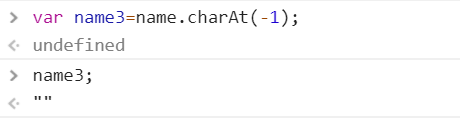 > var name3=name.charAt(-1);
< undefined
> name3;
< ""